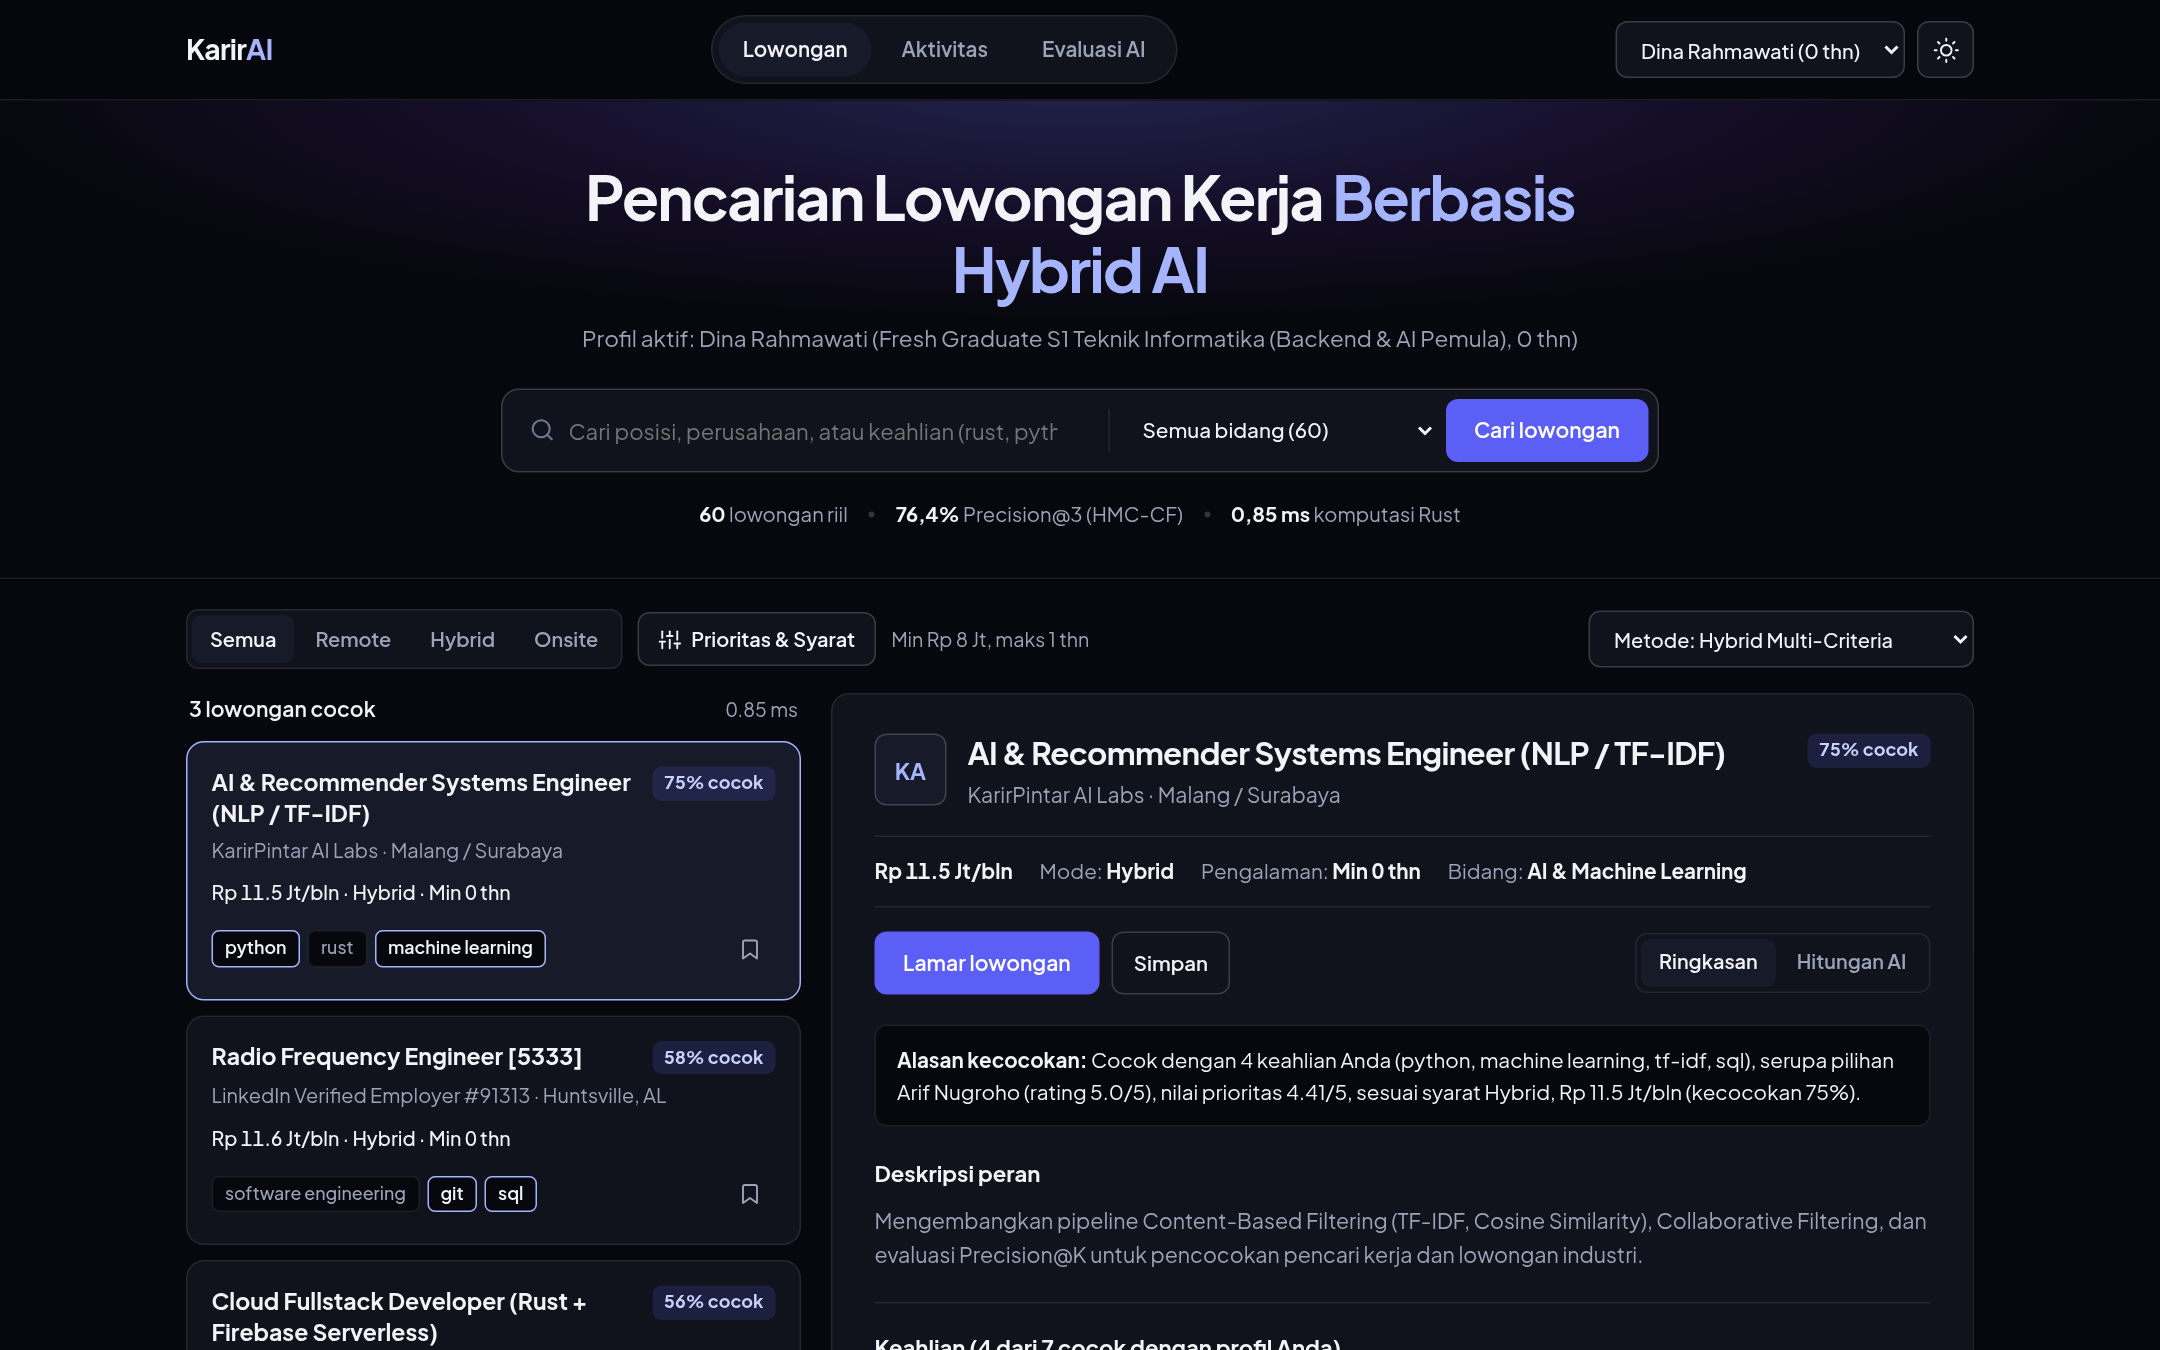 KarirAI
Lowongan
Aktivitas
Evaluasi AI
Dina Rahmawati (0 thn)
Pencarian Lowongan Kerja Berbasis
Hybrid AI
Profil aktif: Dina Rahmawati (Fresh Graduate S1 Teknik Informatika (Backend & AI Pemula), 0 thn)
Cari posisi, perusahaan, atau keahlian (rust, pyth
Semua bidang (60)
Cari lowongan
60 lowongan riil • 76,4% Precision@3 (HMC-CF) • 0,85 ms komputasi Rust
Semua
Remote
Hybrid
Onsite
Prioritas & Syarat
Min Rp 8 Jt, maks 1 thn
Metode: Hybrid Multi-Criteria
3 lowongan cocok
0.85 ms
AI & Recommender Systems Engineer
(NLP / TF-IDF)
75% cocok
KarirPintar AI Labs · Malang / Surabaya
Rp 11.5 Jt/bln · Hybrid · Min 0 thn
python
rust
machine learning
Radio Frequency Engineer [5333]
58% cocok
LinkedIn Verified Employer #91313 · Huntsville, AL
Rp 11.6 Jt/bln · Hybrid · Min 0 thn
software engineering
git
sql
Cloud Fullstack Developer (Rust +
Firebase Serverless)
56% cocok
KA
AI & Recommender Systems Engineer (NLP / TF-IDF)
75% cocok
KarirPintar AI Labs · Malang / Surabaya
Rp 11.5 Jt/bln
Mode: Hybrid
Pengalaman: Min 0 thn
Bidang: AI & Machine Learning
Lamar lowongan
Simpan
Ringkasan
Hitungan AI
Alasan kecocokan: Cocok dengan 4 keahlian Anda (python, machine learning, tf-idf, sql), serupa pilihan
Arif Nugroho (rating 5.0/5), nilai prioritas 4.41/5, sesuai syarat Hybrid, Rp 11.5 Jt/bln (kecocokan 75%).
Deskripsi peran
Mengembangkan pipeline Content-Based Filtering (TF-IDF, Cosine Similarity), Collaborative Filtering, dan
evaluasi Precision@K untuk pencocokan pencari kerja dan lowongan industri.
Keahlian (4 dari 7 cocok dengan profil Anda)